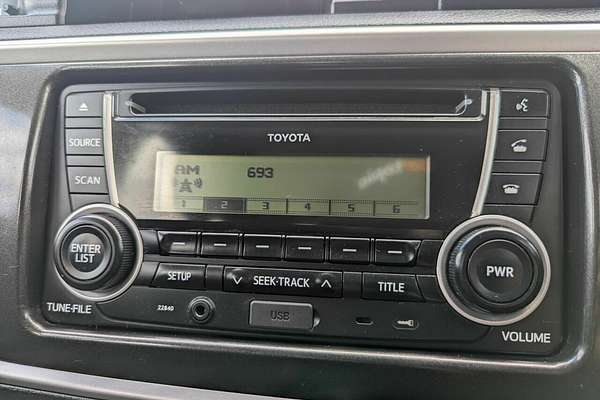 TOYOTA
SOURCE
SCAN
AM 693
1 2 3 4 5 6
ENTER
LIST
PWR
SETUP
SEEK·TRACK
TITLE
TUNE·FILE
22840
USB
VOLUME